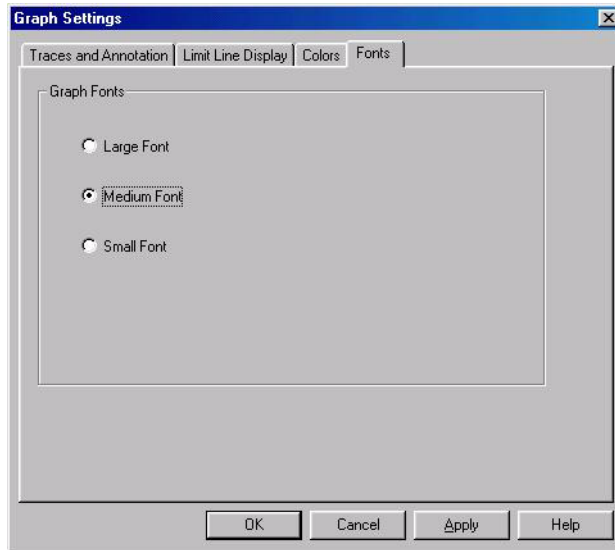 Graph Settings
Traces and Annotation Limit Line Display Colors Fonts
Graph Fonts
Large Font
Medium Font
Small Font
OK Cancel Apply Help